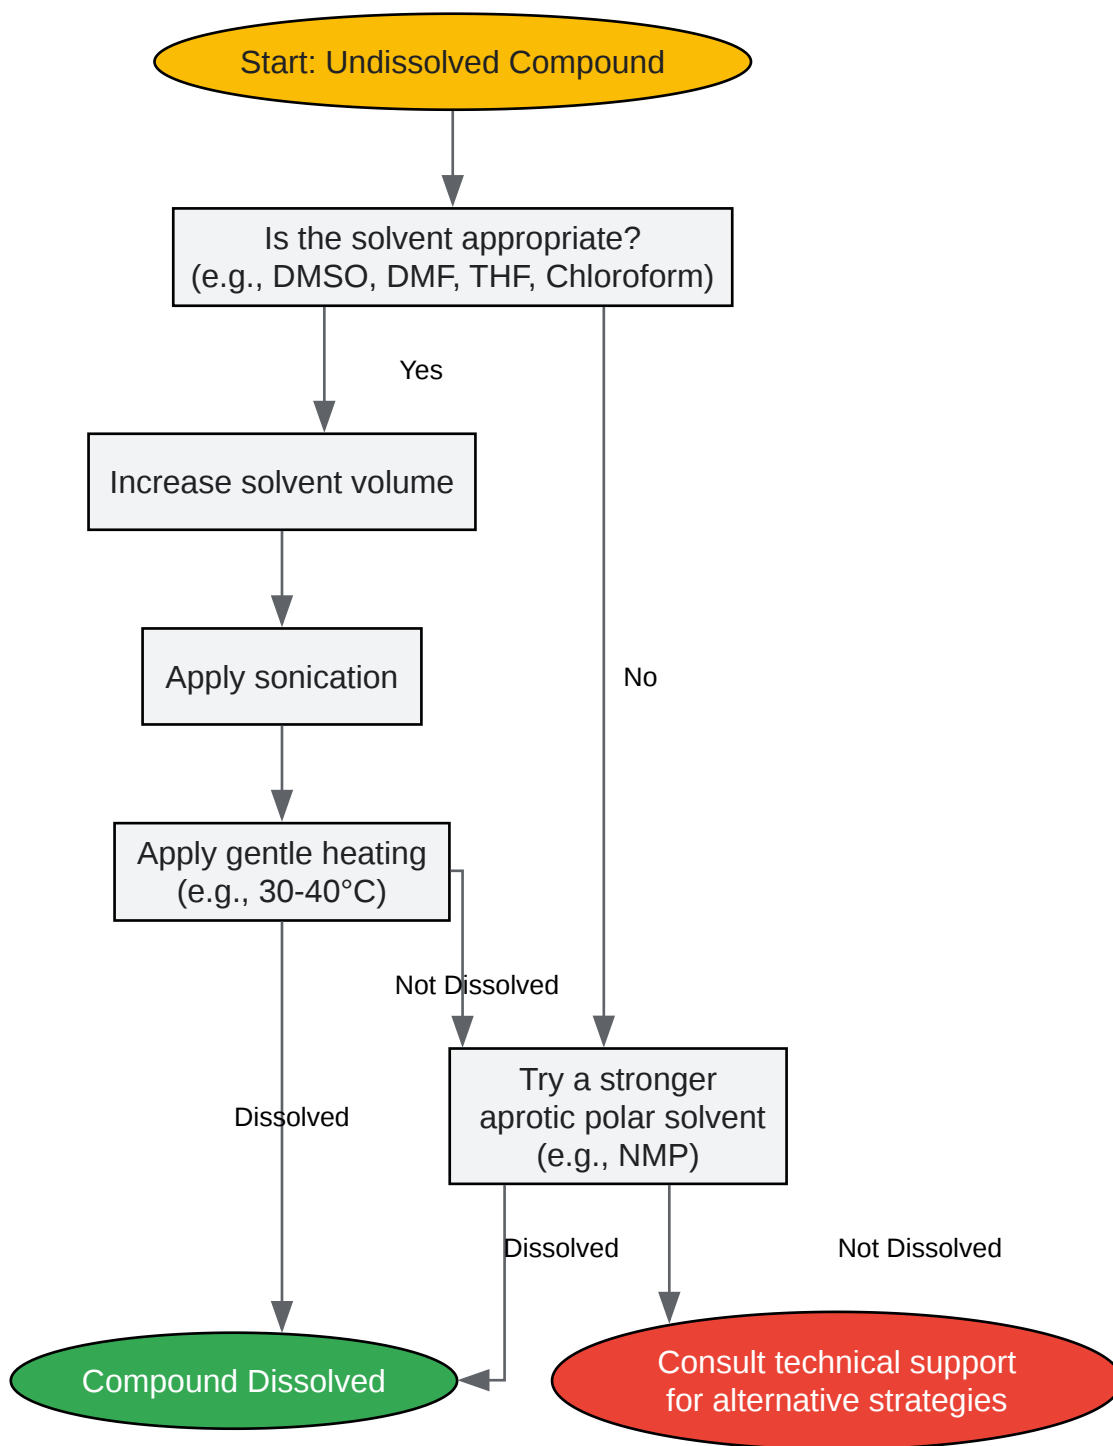 Start: Undissolved Compound
Is the solvent appropriate?
(e.g., DMSO, DMF, THF, Chloroform)
Yes
Increase solvent volume
Apply sonication
No
Apply gentle heating
(e.g., 30-40°C)
Not Dissolved
Try a stronger
aprotic polar solvent
(e.g., NMP)
Dissolved
Dissolved
Not Dissolved
Compound Dissolved
Consult technical support
for alternative strategies